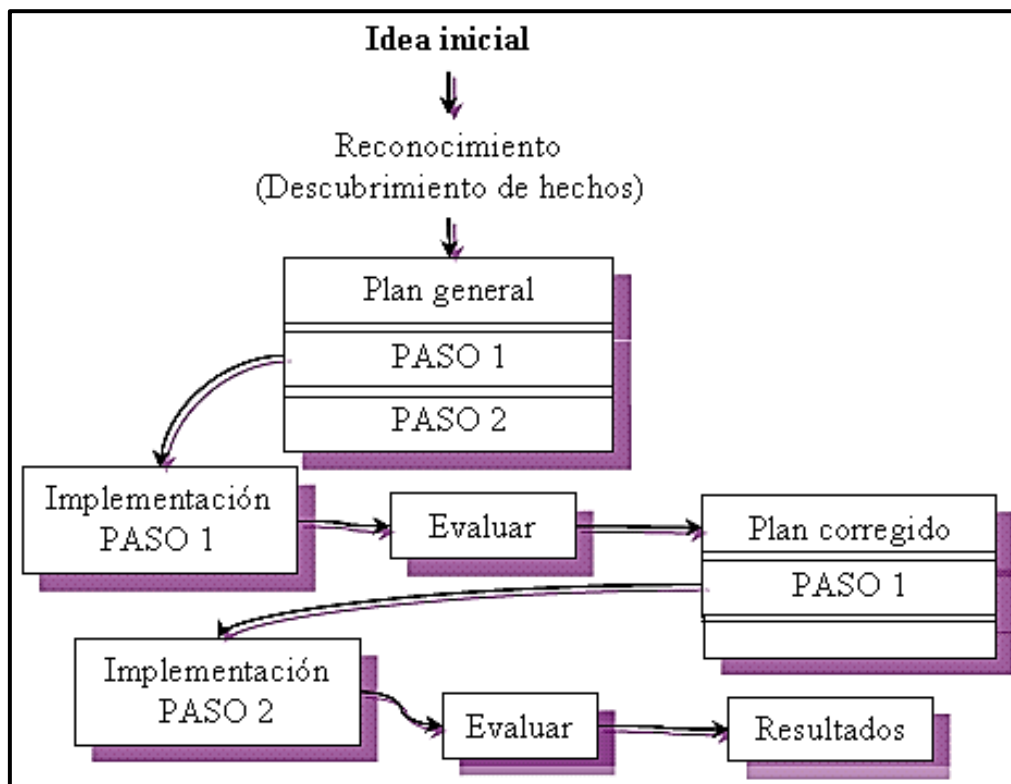 Idea inicial
Reconocimiento
(Descubrimiento de hechos)
Plan general
PASO 1
PASO 2
Implementación
PASO 1
Evaluar
Plan corregido
PASO 1
Implementación
PASO 2
Evaluar
Resultados